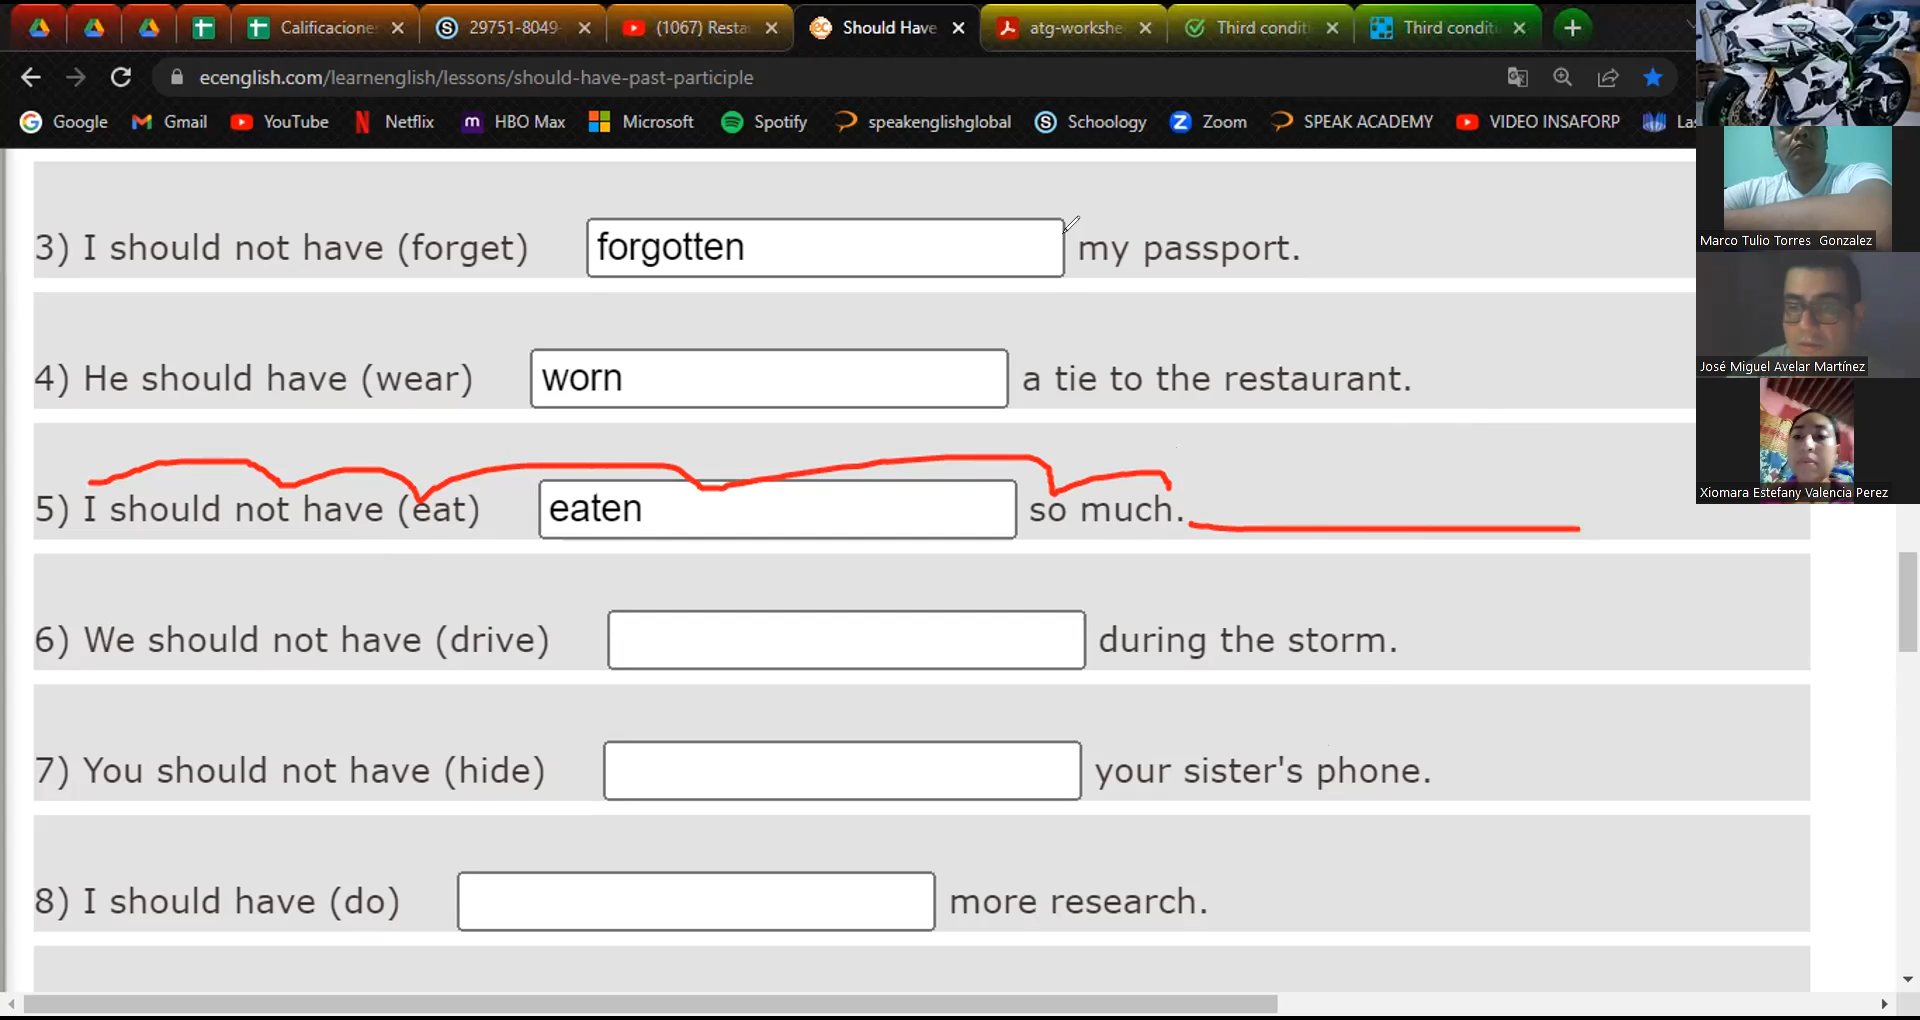 Calificacione
29751-8049-
(1067) Resta
Should Have
atg-workshe
Third condit
Third condit
ecenglish.com/learnenglish/lessons/should-have-past-participle
Google
Gmail
YouTube
Netflix
HBO Max
Microsoft
Spotify
speakenglishglobal
Schoology
Zoom
SPEAK ACADEMY
VIDEO INSAFORP
La
3) I should not have (forget) forgotten my passport.
4) He should have (wear) worn a tie to the restaurant.
5) I should not have (eat) eaten so much.
6) We should not have (drive) during the storm.
7) You should not have (hide) your sister's phone.
8) I should have (do) more research.
Marco Tulio Torres Gonzalez
José Miguel Avelar Martínez
Xiomara Estefany Valencia Perez